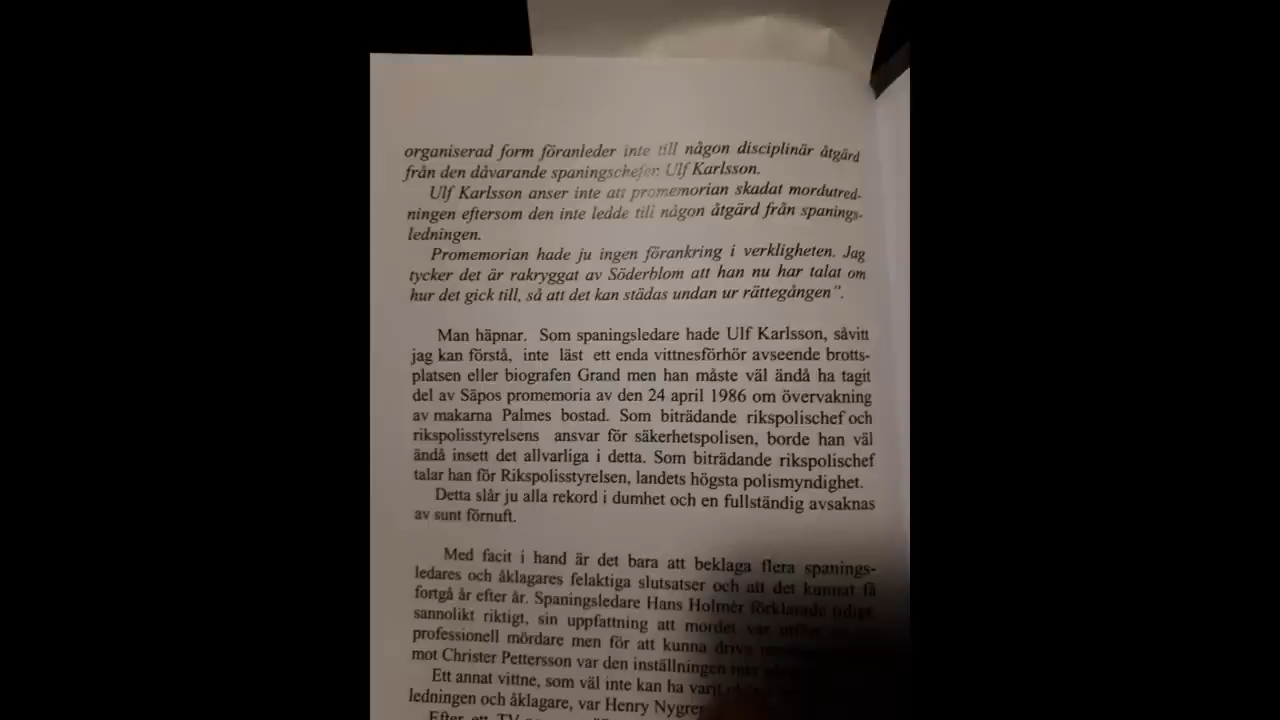 organiserad form föranleder inte till någon disciplinär åtgärd
från den dåvarande spaningschefen Ulf Karlsson.
Ulf Karlsson anser inte att promemorian skadat mordutred-
ningen eftersom den inte ledde till någon åtgärd från spanings-
ledningen.
Promemorian hade ju ingen förankring i verkligheten. Jag
tycker det är rakryggat av Söderblom att han nu har talat om
hur det gick till, så att det kan städas undan ur rättegången”.
Man häpnar. Som spaningsledare hade Ulf Karlsson, såvitt
jag kan förstå, inte läst ett enda vittnesförhör avseende brotts-
platsen eller biografen Grand men han måste väl ändå ha tagit
del av Säpos promemoria av den 24 april 1986 om övervakning
av makarna Palmes bostad. Som biträdande rikspolischef och
rikspolisstyrelsens ansvar för säkerhetspolisen, borde han väl
ändå insett det allvarliga i detta. Som biträdande rikspolischef
talar han för Rikspolisstyrelsen, landets högsta polismyndighet.
Detta slår ju alla rekord i dumhet och en fullständig avsaknas
av sunt förnuft.
Med facit i hand är det bara att beklaga flera spanings-
ledares och åklagares felaktiga slutsatser och att det kunnat få
fortgå år efter år. Spaningsledare Hans Holmér förklarade tidigt,
sannolikt riktigt, sin uppfattning att mordet var
professionell mördare men för att kunna driva
mot Christer Pettersson var den inställningen
Ett annat vittne, som väl inte kan ha varit
ledningen och åklagare, var Henry Nygren
Efter ett TV